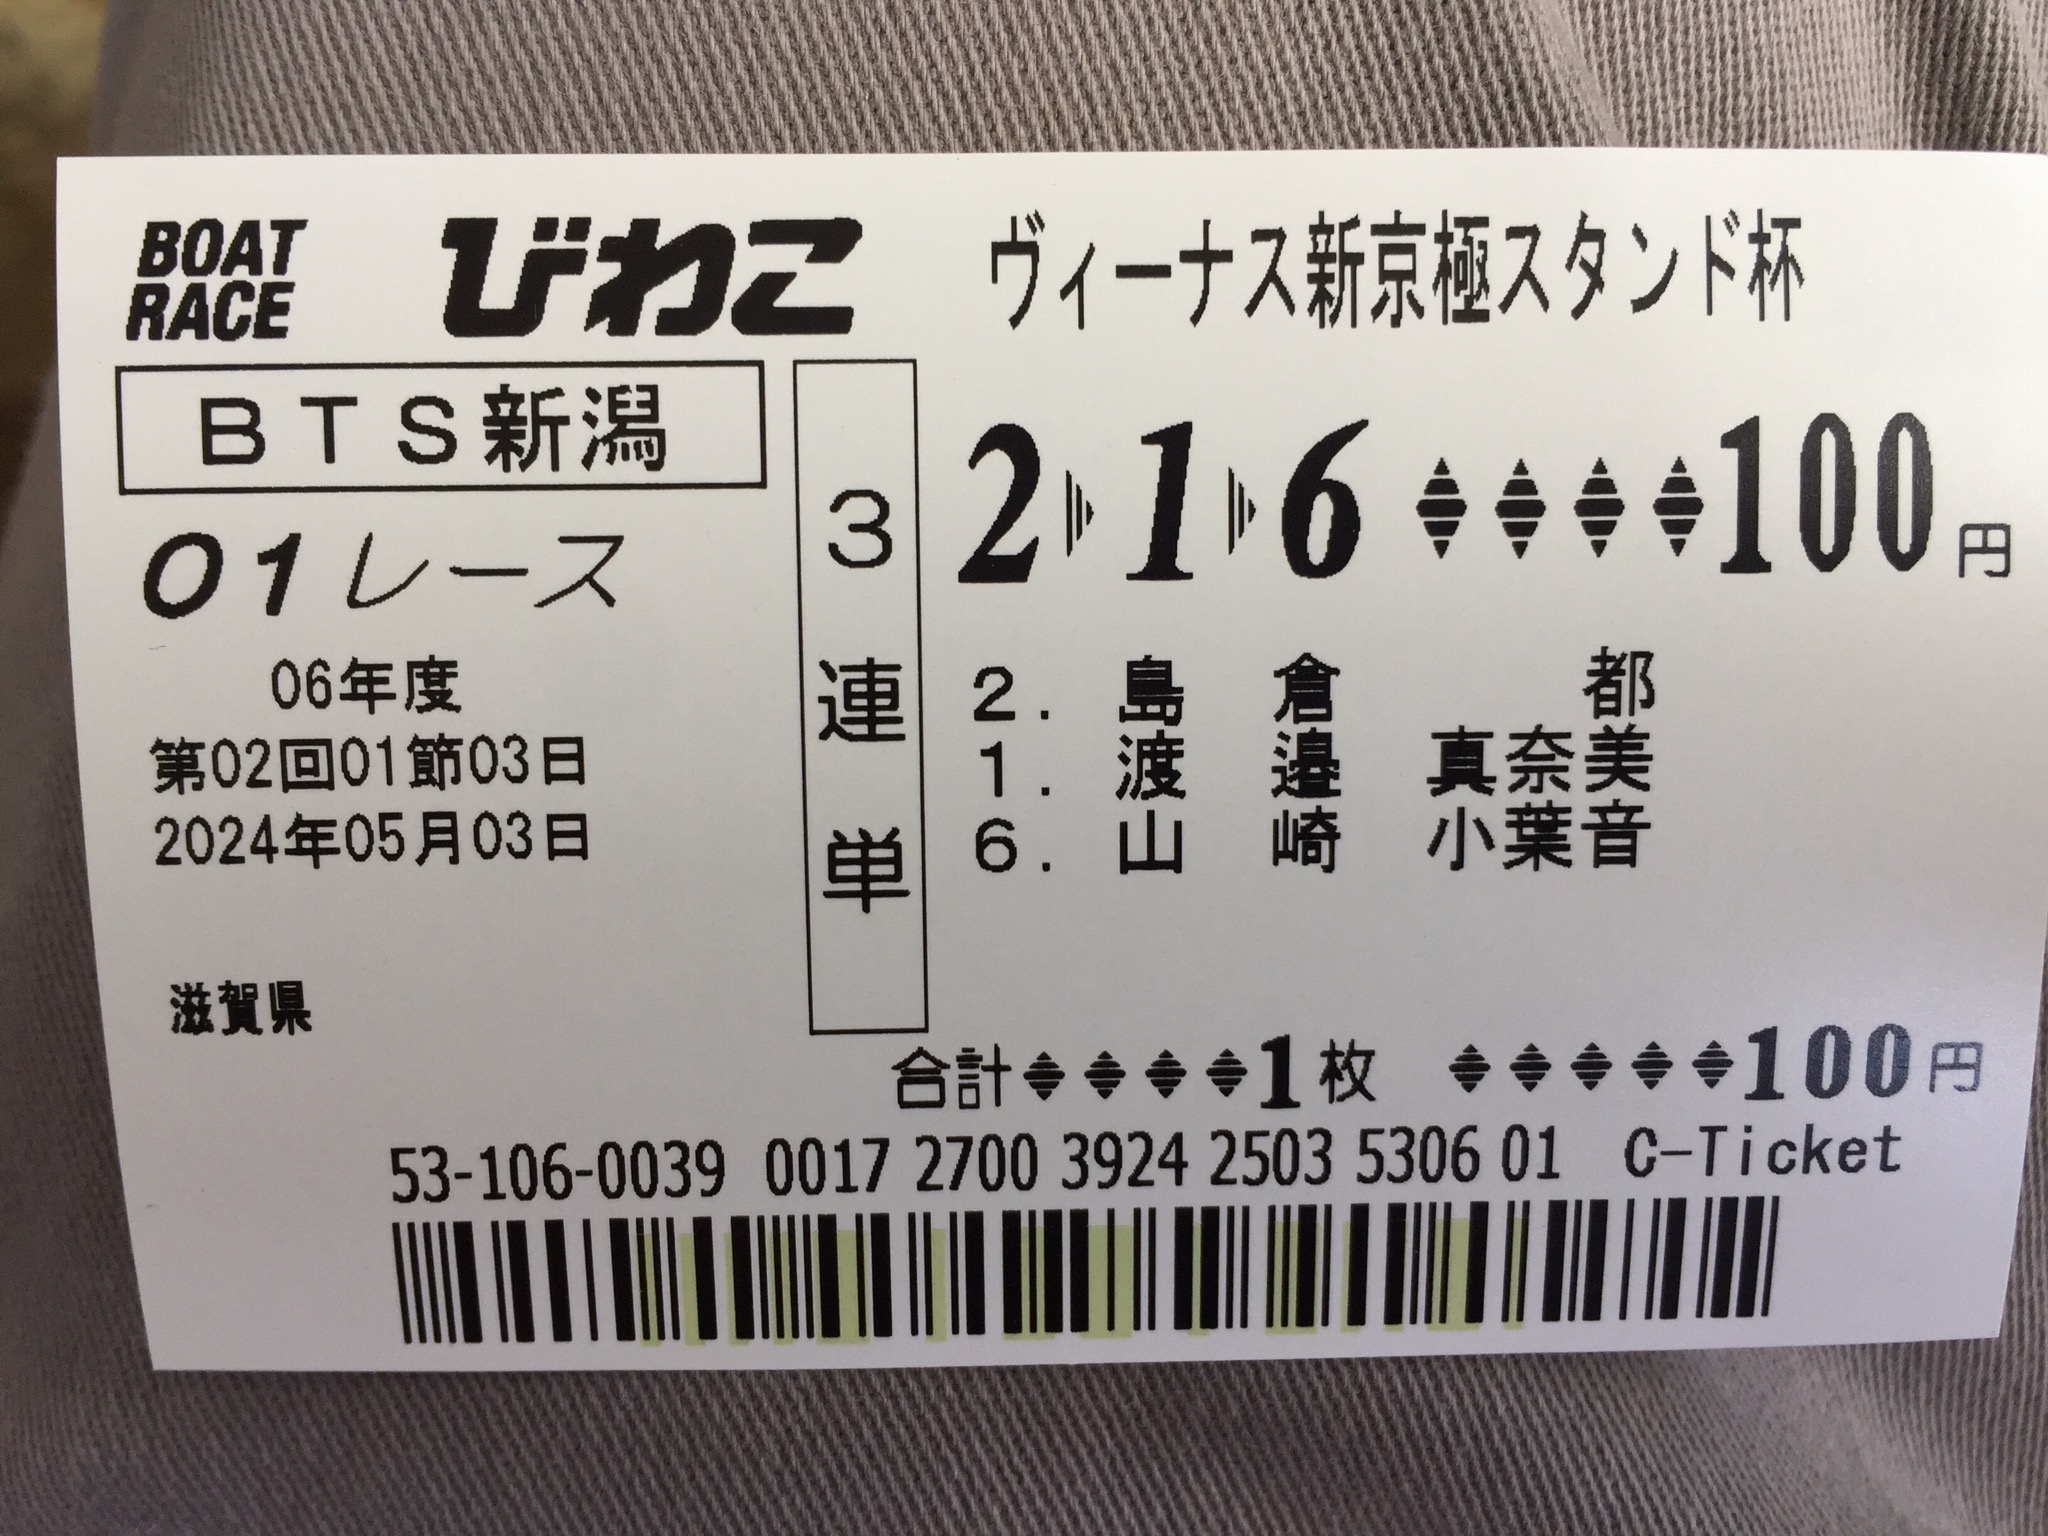 BOAT RACE びわこ ヴィーナス新京極スタンド杯
BTS新潟
01レース
06年度
第02回01節03日
2024年05月03日
滋賀県
3連単
2 1 6 100円
2. 島倉 都
1. 渡邉 真奈美
6. 山崎 小葉音
合計 1枚 100円
53-106-0039 0017 2700 3924 2503 5306 01 C-Ticket